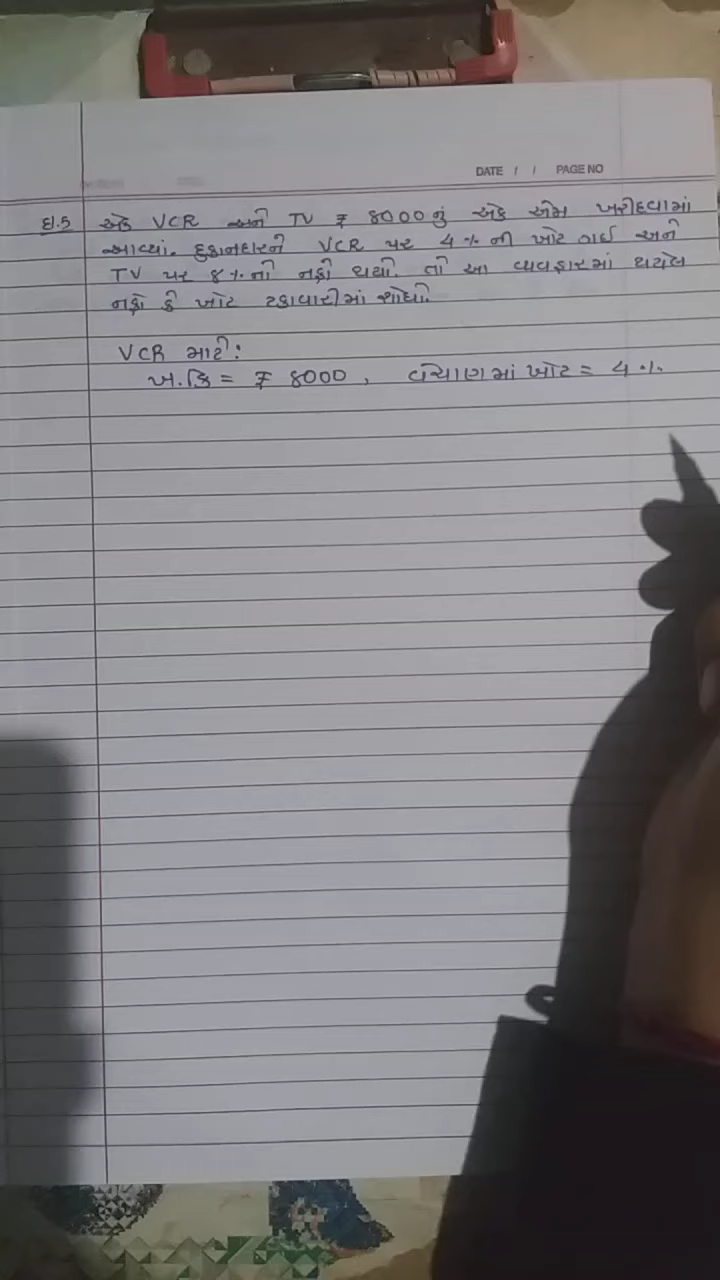 DATE / / PAGE NO
દા.5 એક VCR અને TV ₹ 8000નું એક એમ ખરીદવામાં
આવ્યાં. દુકાનદારને VCR પર 4 % ની ખોટ ગઈ અને
TV પર ૪ % નો નફો થયો. તો આ વ્યવહારમાં થયેલ
નફો કે ખોટ ટકાવારીમાં શોધો.
VCR માટે :
ખ.કિ = ₹ 8000 , વેચાણમાં ખોટ = 4 %